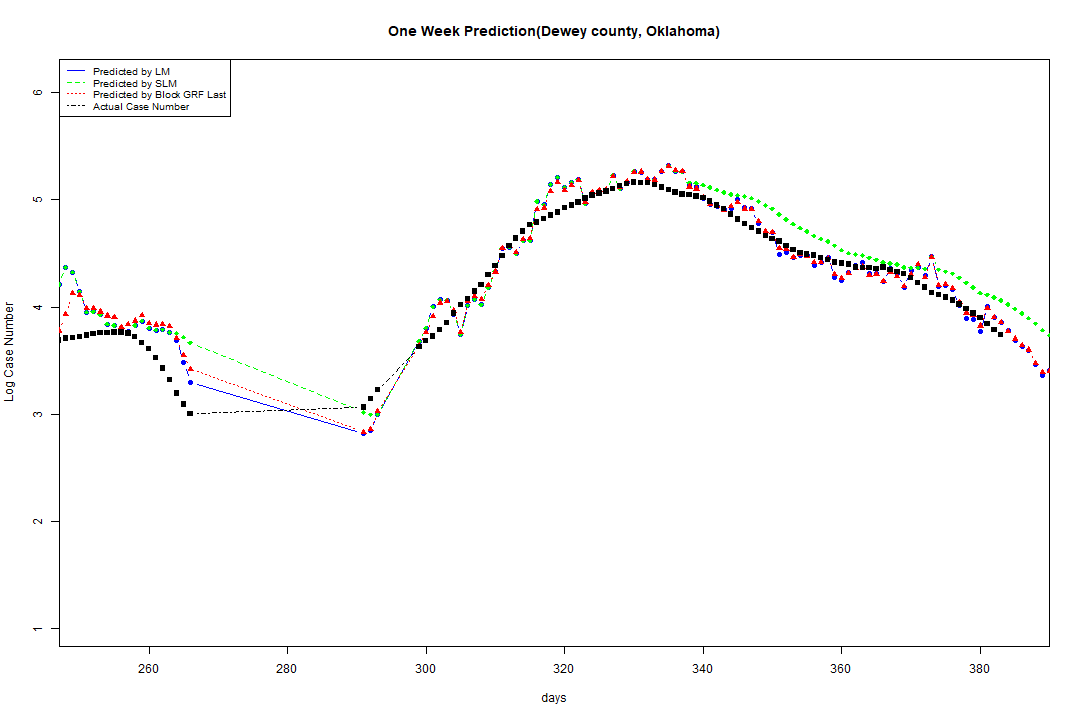 One Week Prediction(Dewey county, Oklahoma)
Predicted by LM
Predicted by SLM
Predicted by Block GRF Last
Actual Case Number
6
5
4
3
2
1
Log Case Number
260 280 300 320 340 360 380
days